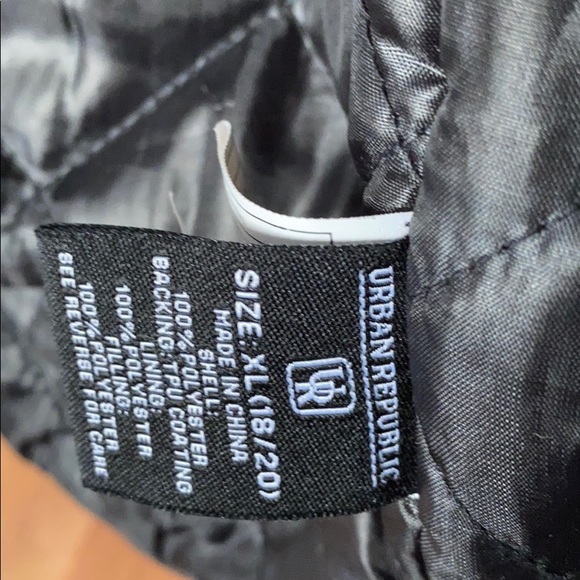 URBAN REPUBLIC
UR
SIZE: XL (18/20)
MADE IN CHINA
SHELL:
100% POLYESTER
BACKING: TPU COATING
LINING:
100% POLYESTER
FILLING:
100% POLYESTER
SEE REVERSE FOR CARE